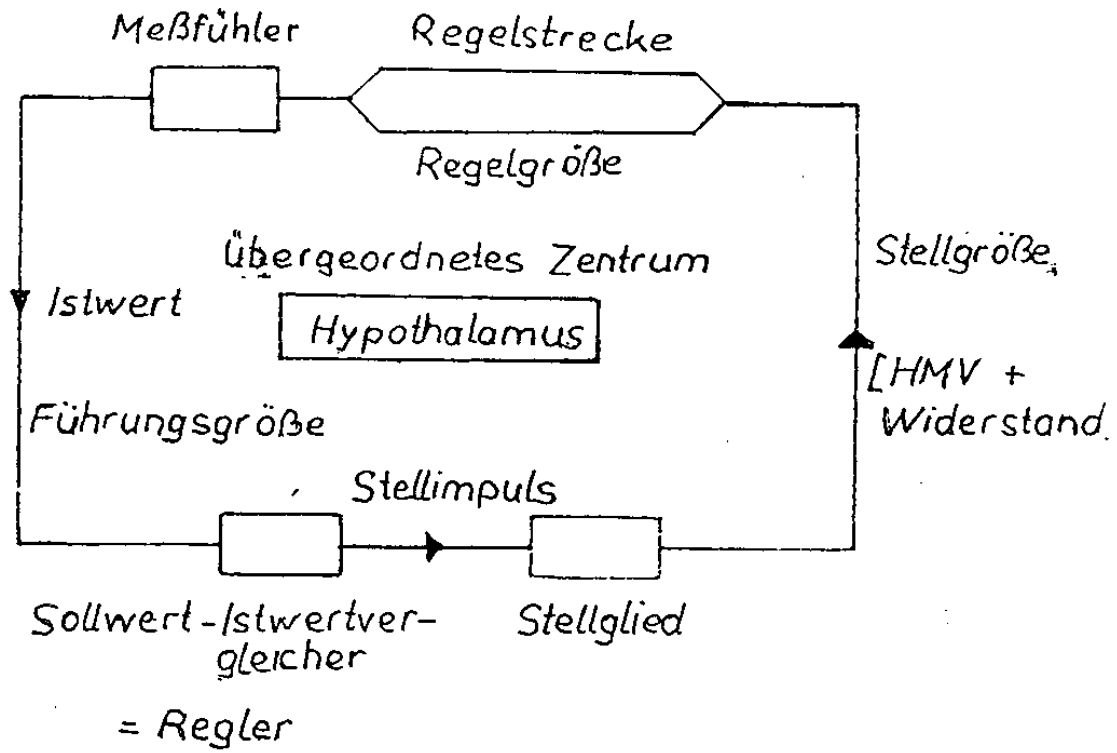 Meßfühler
Regelstrecke
Regelgröße
Übergeordnetes Zentrum
Hypothalamus
Stellgröße
Istwert
[HMV +
Widerstand
Führungsgröße
Stellimpuls
Sollwert-Istwertver-
gleicher
Stellglied
= Regler